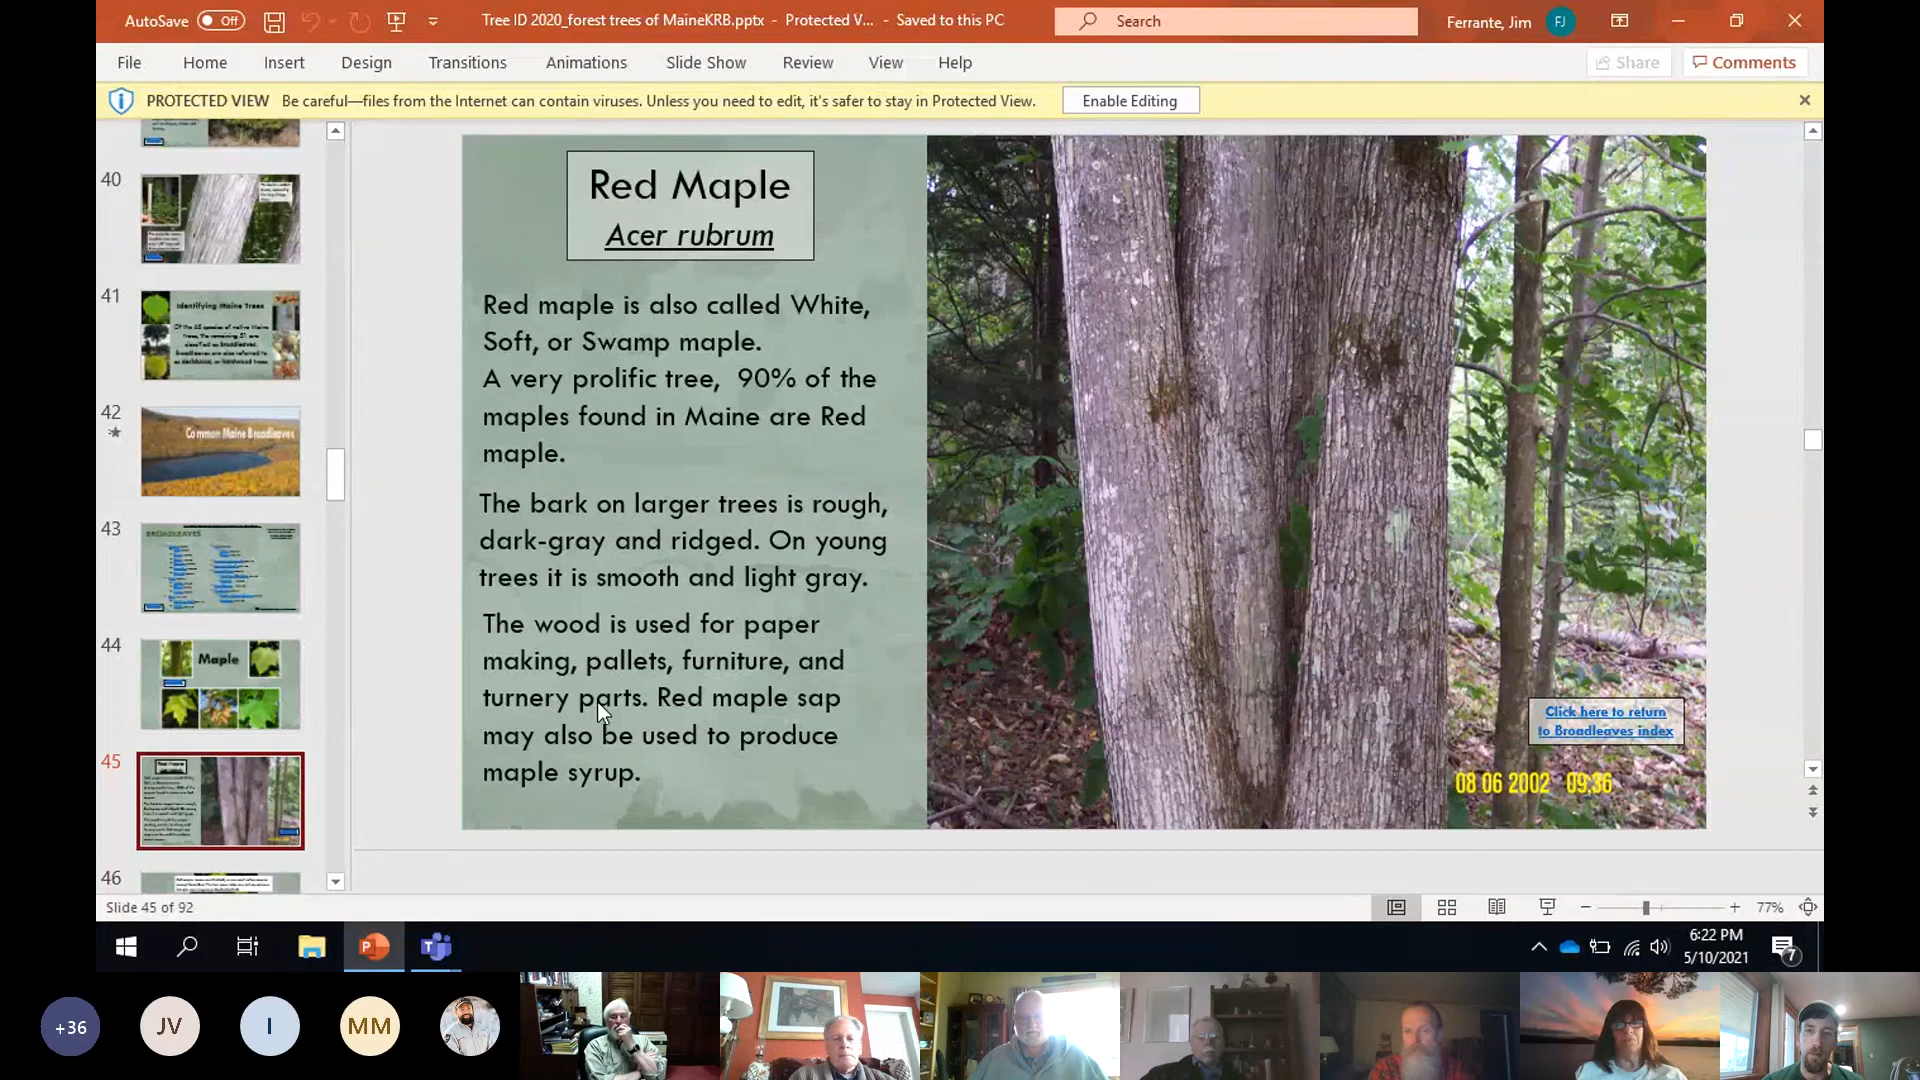 AutoSave Off Tree ID 2020_forest trees of MaineKRB.pptx - Protected V... - Saved to this PC Search Ferrante, Jim FJ
File Home Insert Design Transitions Animations Slide Show Review View Help Share Comments
PROTECTED VIEW Be careful—files from the Internet can contain viruses. Unless you need to edit, it's safer to stay in Protected View. Enable Editing
40
41
Identifying Maine Trees
42
Common Maine Broadleaves
43
BROADLEAVES
44
Maple
45
46
Red Maple
Acer rubrum
Red maple is also called White,
Soft, or Swamp maple.
A very prolific tree, 90% of the
maples found in Maine are Red
maple.
The bark on larger trees is rough,
dark-gray and ridged. On young
trees it is smooth and light gray.
The wood is used for paper
making, pallets, furniture, and
turnery parts. Red maple sap
may also be used to produce
maple syrup.
Click here to return
to Broadleaves index
08 06 2002 09:36
Slide 45 of 92
77%
6:22 PM
5/10/2021
7
+36 JV I MM